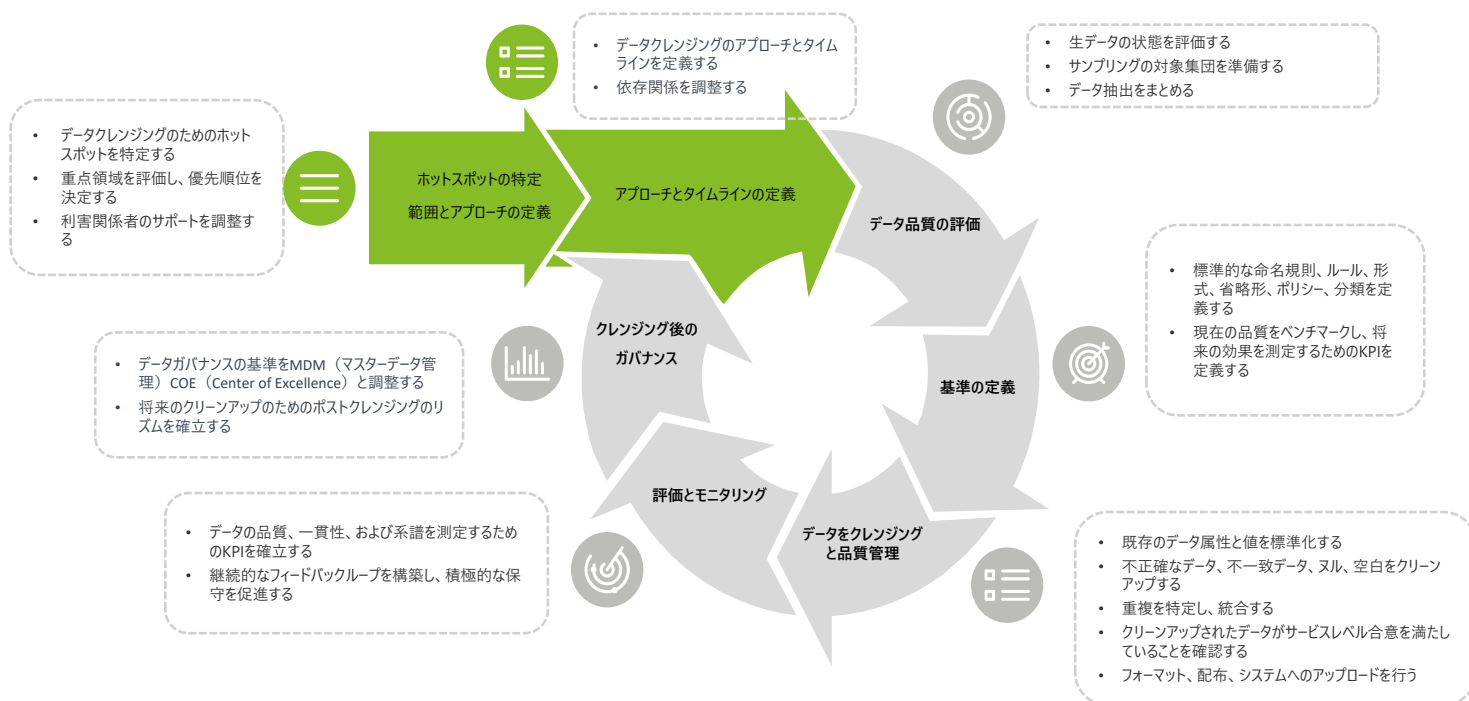 • データクレンジングのためのホット
スポットを特定する
• 重点領域を評価し、優先順位を
決定する
• 利害関係者のサポートを調整す
る
• データクレンジングのアプローチとタイム
ラインを定義する
• 依存関係を調整する
• 生データの状態を評価する
• サンプリングの対象集団を準備する
• データ抽出をまとめる
ホットスポットの特定
範囲とアプローチの定義
アプローチとタイムラインの定義
データ品質の評価
• 標準的な命名規則、ルール、形
式、省略形、ポリシー、分類を定
義する
• 現在の品質をベンチマークし、将
来の効果を測定するためのKPIを
定義する
基準の定義
クレンジング後の
ガバナンス
• データガバナンスの基準をMDM（マスターデータ管
理）COE（Center of Excellence）と調整する
• 将来のクリーンアップのためのポストクレンジングのリ
ズムを確立する
評価とモニタリング
データをクレンジング
と品質管理
• データの品質、一貫性、および系譜を測定するため
のKPIを確立する
• 継続的なフィードバックループを構築し、積極的な保
守を促進する
• 既存のデータ属性と値を標準化する
• 不正確なデータ、不一致データ、ヌル、空白をクリーン
アップする
• 重複を特定し、統合する
• クリーンアップされたデータがサービスレベル合意を満たし
ていることを確認する
• フォーマット、配布、システムへのアップロードを行う